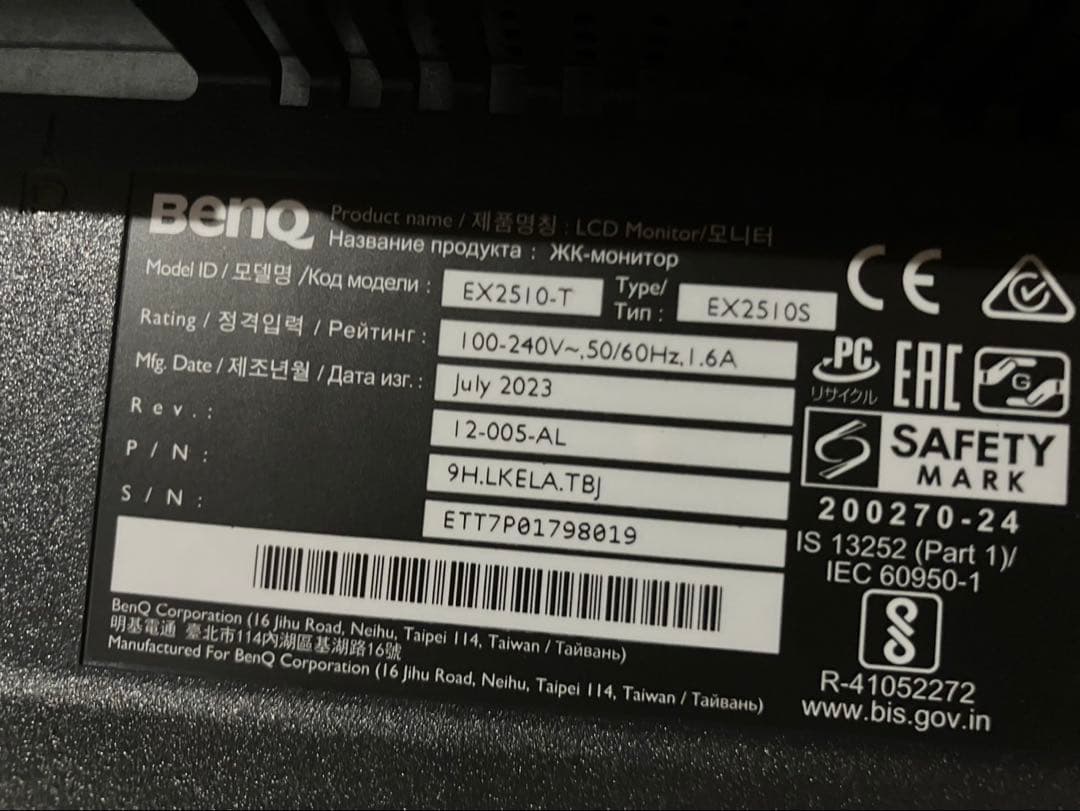 BenQ
Product name / 제품명칭 : LCD Monitor/모니터
Название продукта : ЖК-монитор
Model ID / 모델명 /Код модели : EX2510-T Type/ Тип : EX2510S
Rating / 정격입력 / Рейтинг : 100-240V~,50/60Hz,1.6A
Mfg. Date / 제조년월 / Дата изг. : July 2023
Rev. : 12-005-AL
P/N : 9H.LKELA.TBJ
S/N : ETT7P01798019
BenQ Corporation (16 Jihu Road, Neihu, Taipei 114, Taiwan / Тайвань)
明基電通 臺北市114內湖區基湖路16號
Manufactured For BenQ Corporation (16 Jihu Road, Neihu, Taipei 114, Taiwan / Тайвань)
CE
PC
リサイクル
EAC
G
SAFETY
MARK
200270-24
IS 13252 (Part 1)/
IEC 60950-1
R-41052272
www.bis.gov.in